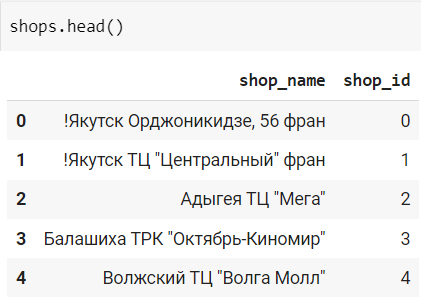 shops.head()
shop_name shop_id
0 !Якутск Орджоникидзе, 56 фран 0
1 !Якутск ТЦ "Центральный" фран 1
2 Адыгея ТЦ "Мега" 2
3 Балашиха ТРК "Октябрь-Киномир" 3
4 Волжский ТЦ "Волга Молл" 4